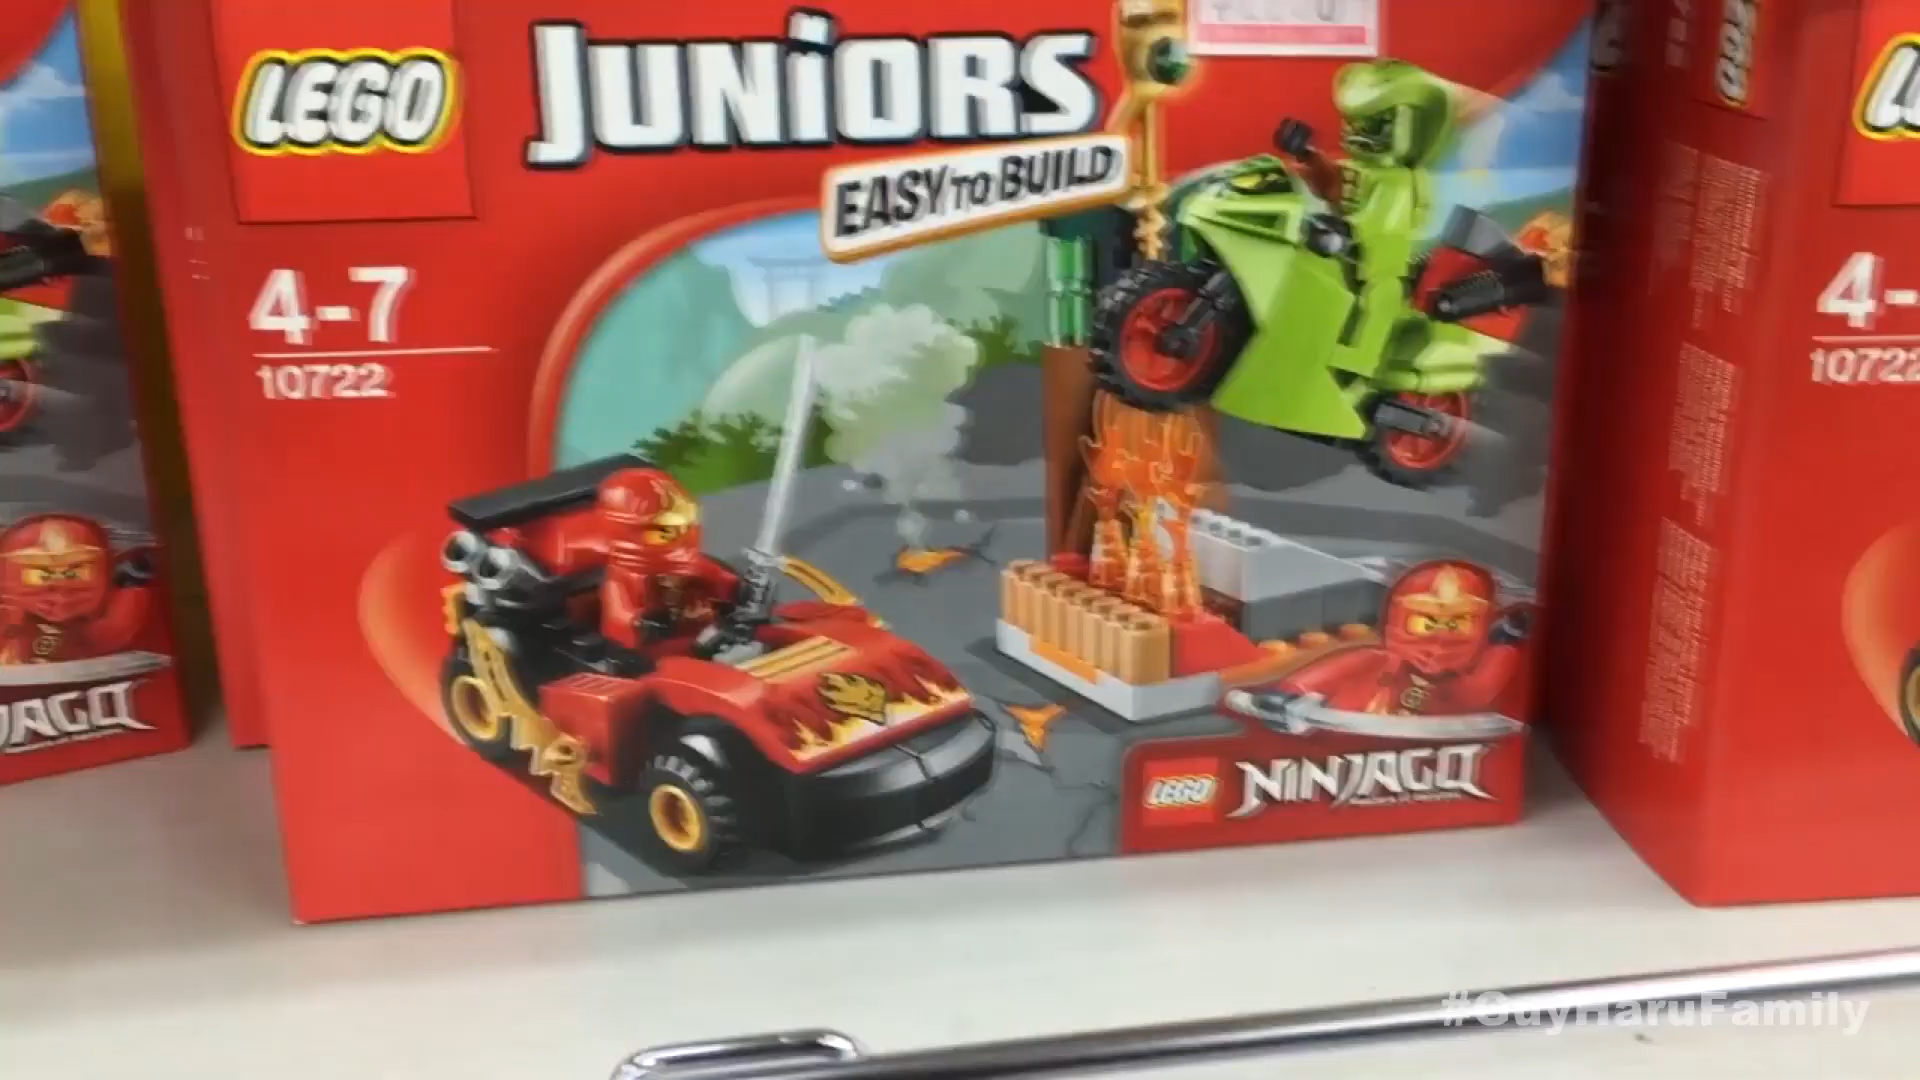 LEGO
JUNiORS
EASY TO BUILD
4-7
10722
LEGO NINJAGO
4-
10722
#GuyHaruFamily